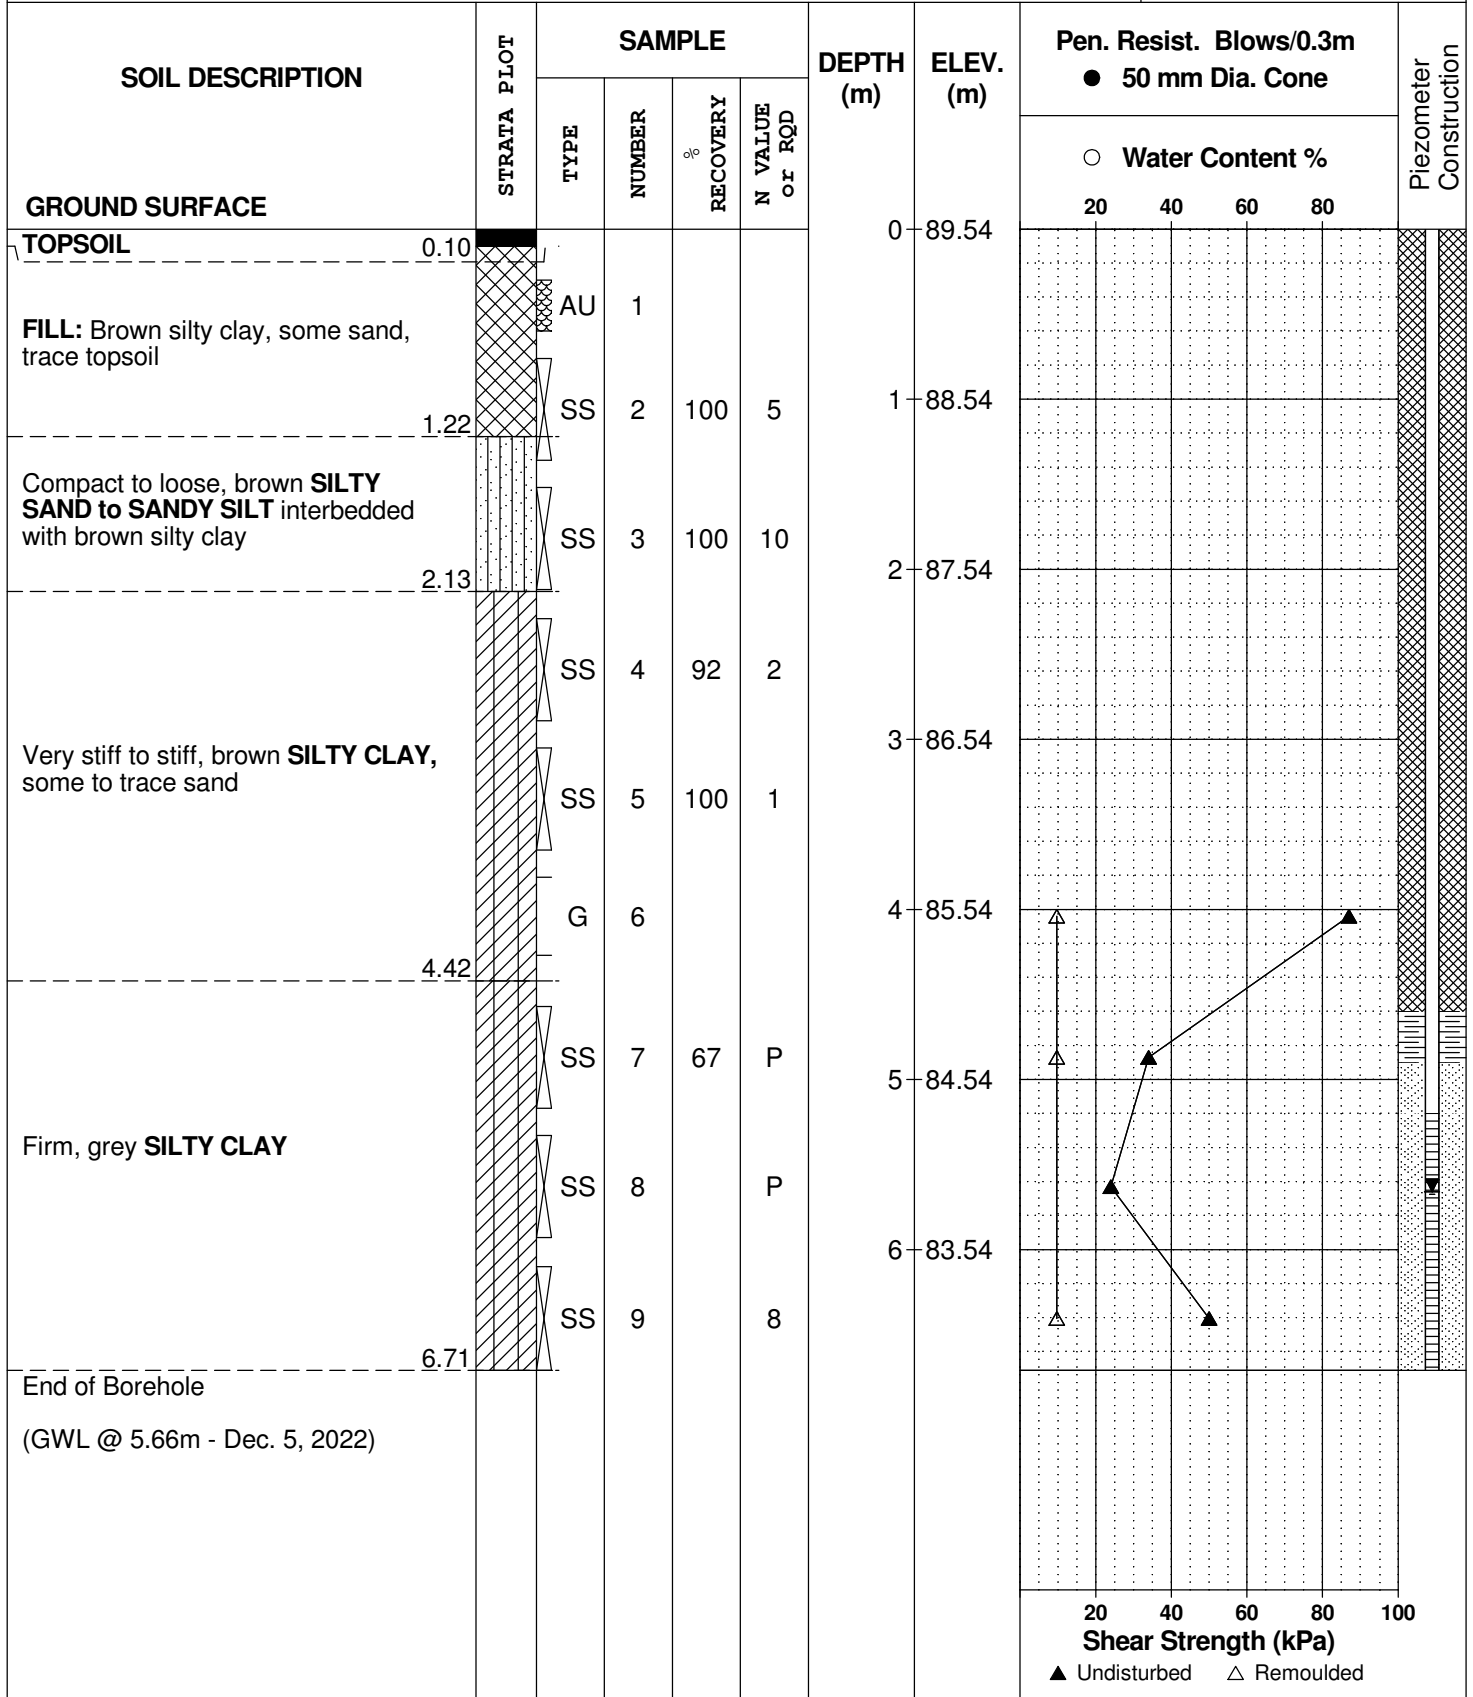 SOIL DESCRIPTION
GROUND SURFACE
STRATA PLOT
SAMPLE
TYPE
NUMBER
% RECOVERY
N VALUE or RQD
DEPTH (m)
ELEV. (m)
Pen. Resist. Blows/0.3m
● 50 mm Dia. Cone
○ Water Content %
20 40 60 80
Piezometer Construction
TOPSOIL 0.10
0 89.54
AU 1
FILL: Brown silty clay, some sand,
trace topsoil
SS 2 100 5
1 88.54
1.22
Compact to loose, brown SILTY
SAND to SANDY SILT interbedded
with brown silty clay
SS 3 100 10
2 87.54
2.13
SS 4 92 2
3 86.54
Very stiff to stiff, brown SILTY CLAY,
some to trace sand
SS 5 100 1
G 6
4 85.54
4.42
SS 7 67 P
5 84.54
Firm, grey SILTY CLAY
SS 8 P
6 83.54
SS 9 8
6.71
End of Borehole
(GWL @ 5.66m - Dec. 5, 2022)
20 40 60 80 100
Shear Strength (kPa)
▲ Undisturbed △ Remoulded